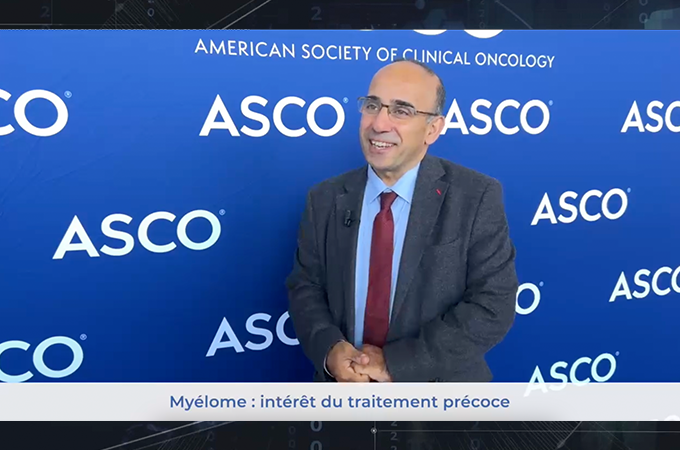 AMERICAN SOCIETY OF CLINICAL ONCOLOGY
ASCO®
ASCO®
ASCO
ASCO
ASCO®
ASCO®
ASCO
ASCO
ASCO®
ASCO
Myélome : intérêt du traitement précoce